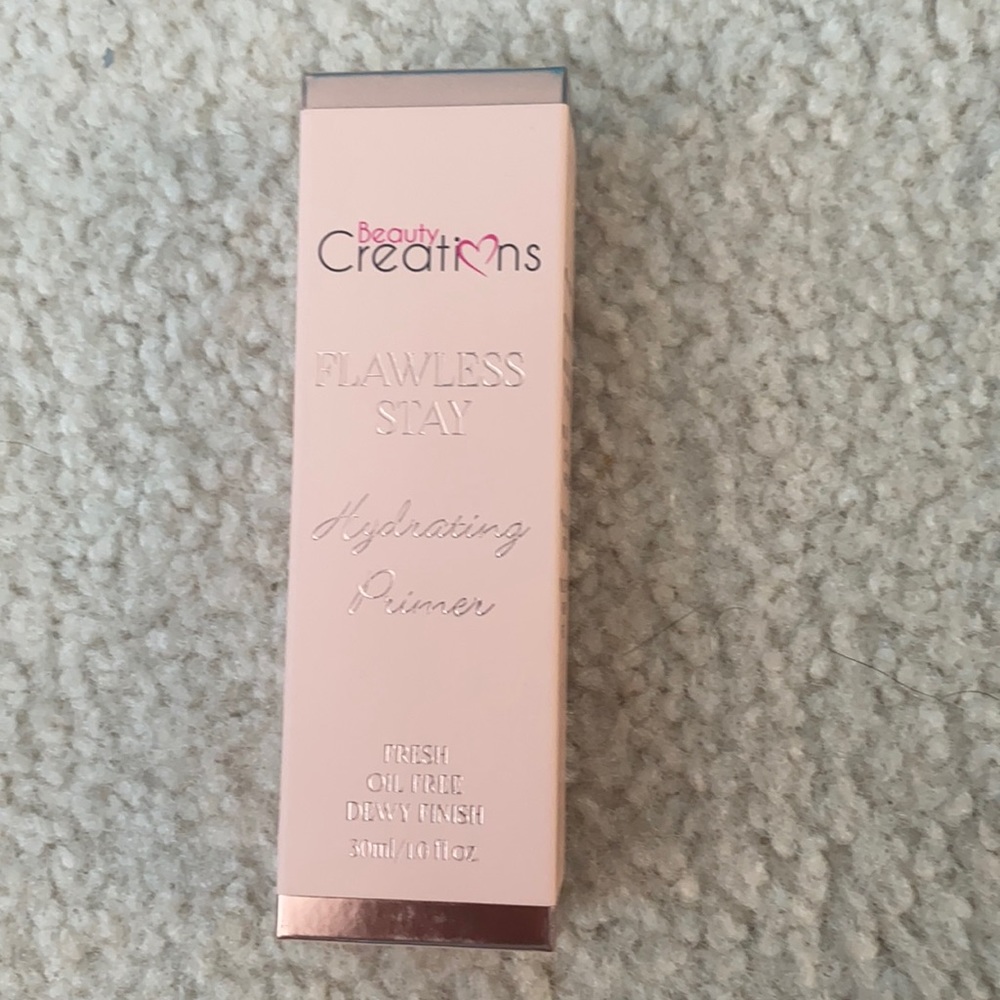 Beauty
Creations
FLAWLESS
STAY
Hydrating
Primer
FRESH
OIL FREE
DEWY FINISH
30ml/1.0 fl oz